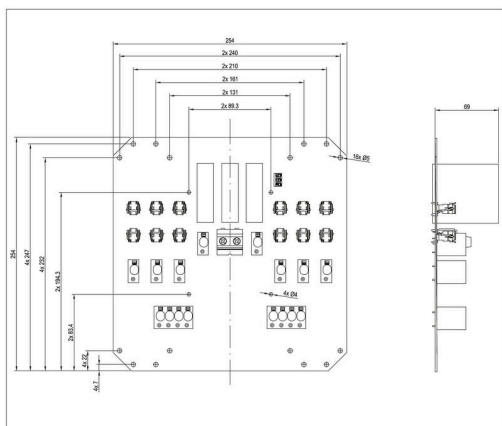 254
2x 240
2x 210
2x 161
2x 131
2x 89.3
69
16x Ø5
254
4x 247
4x 232
2x 194.3
2x 83.4
4x 22
4x 7
4x Ø4